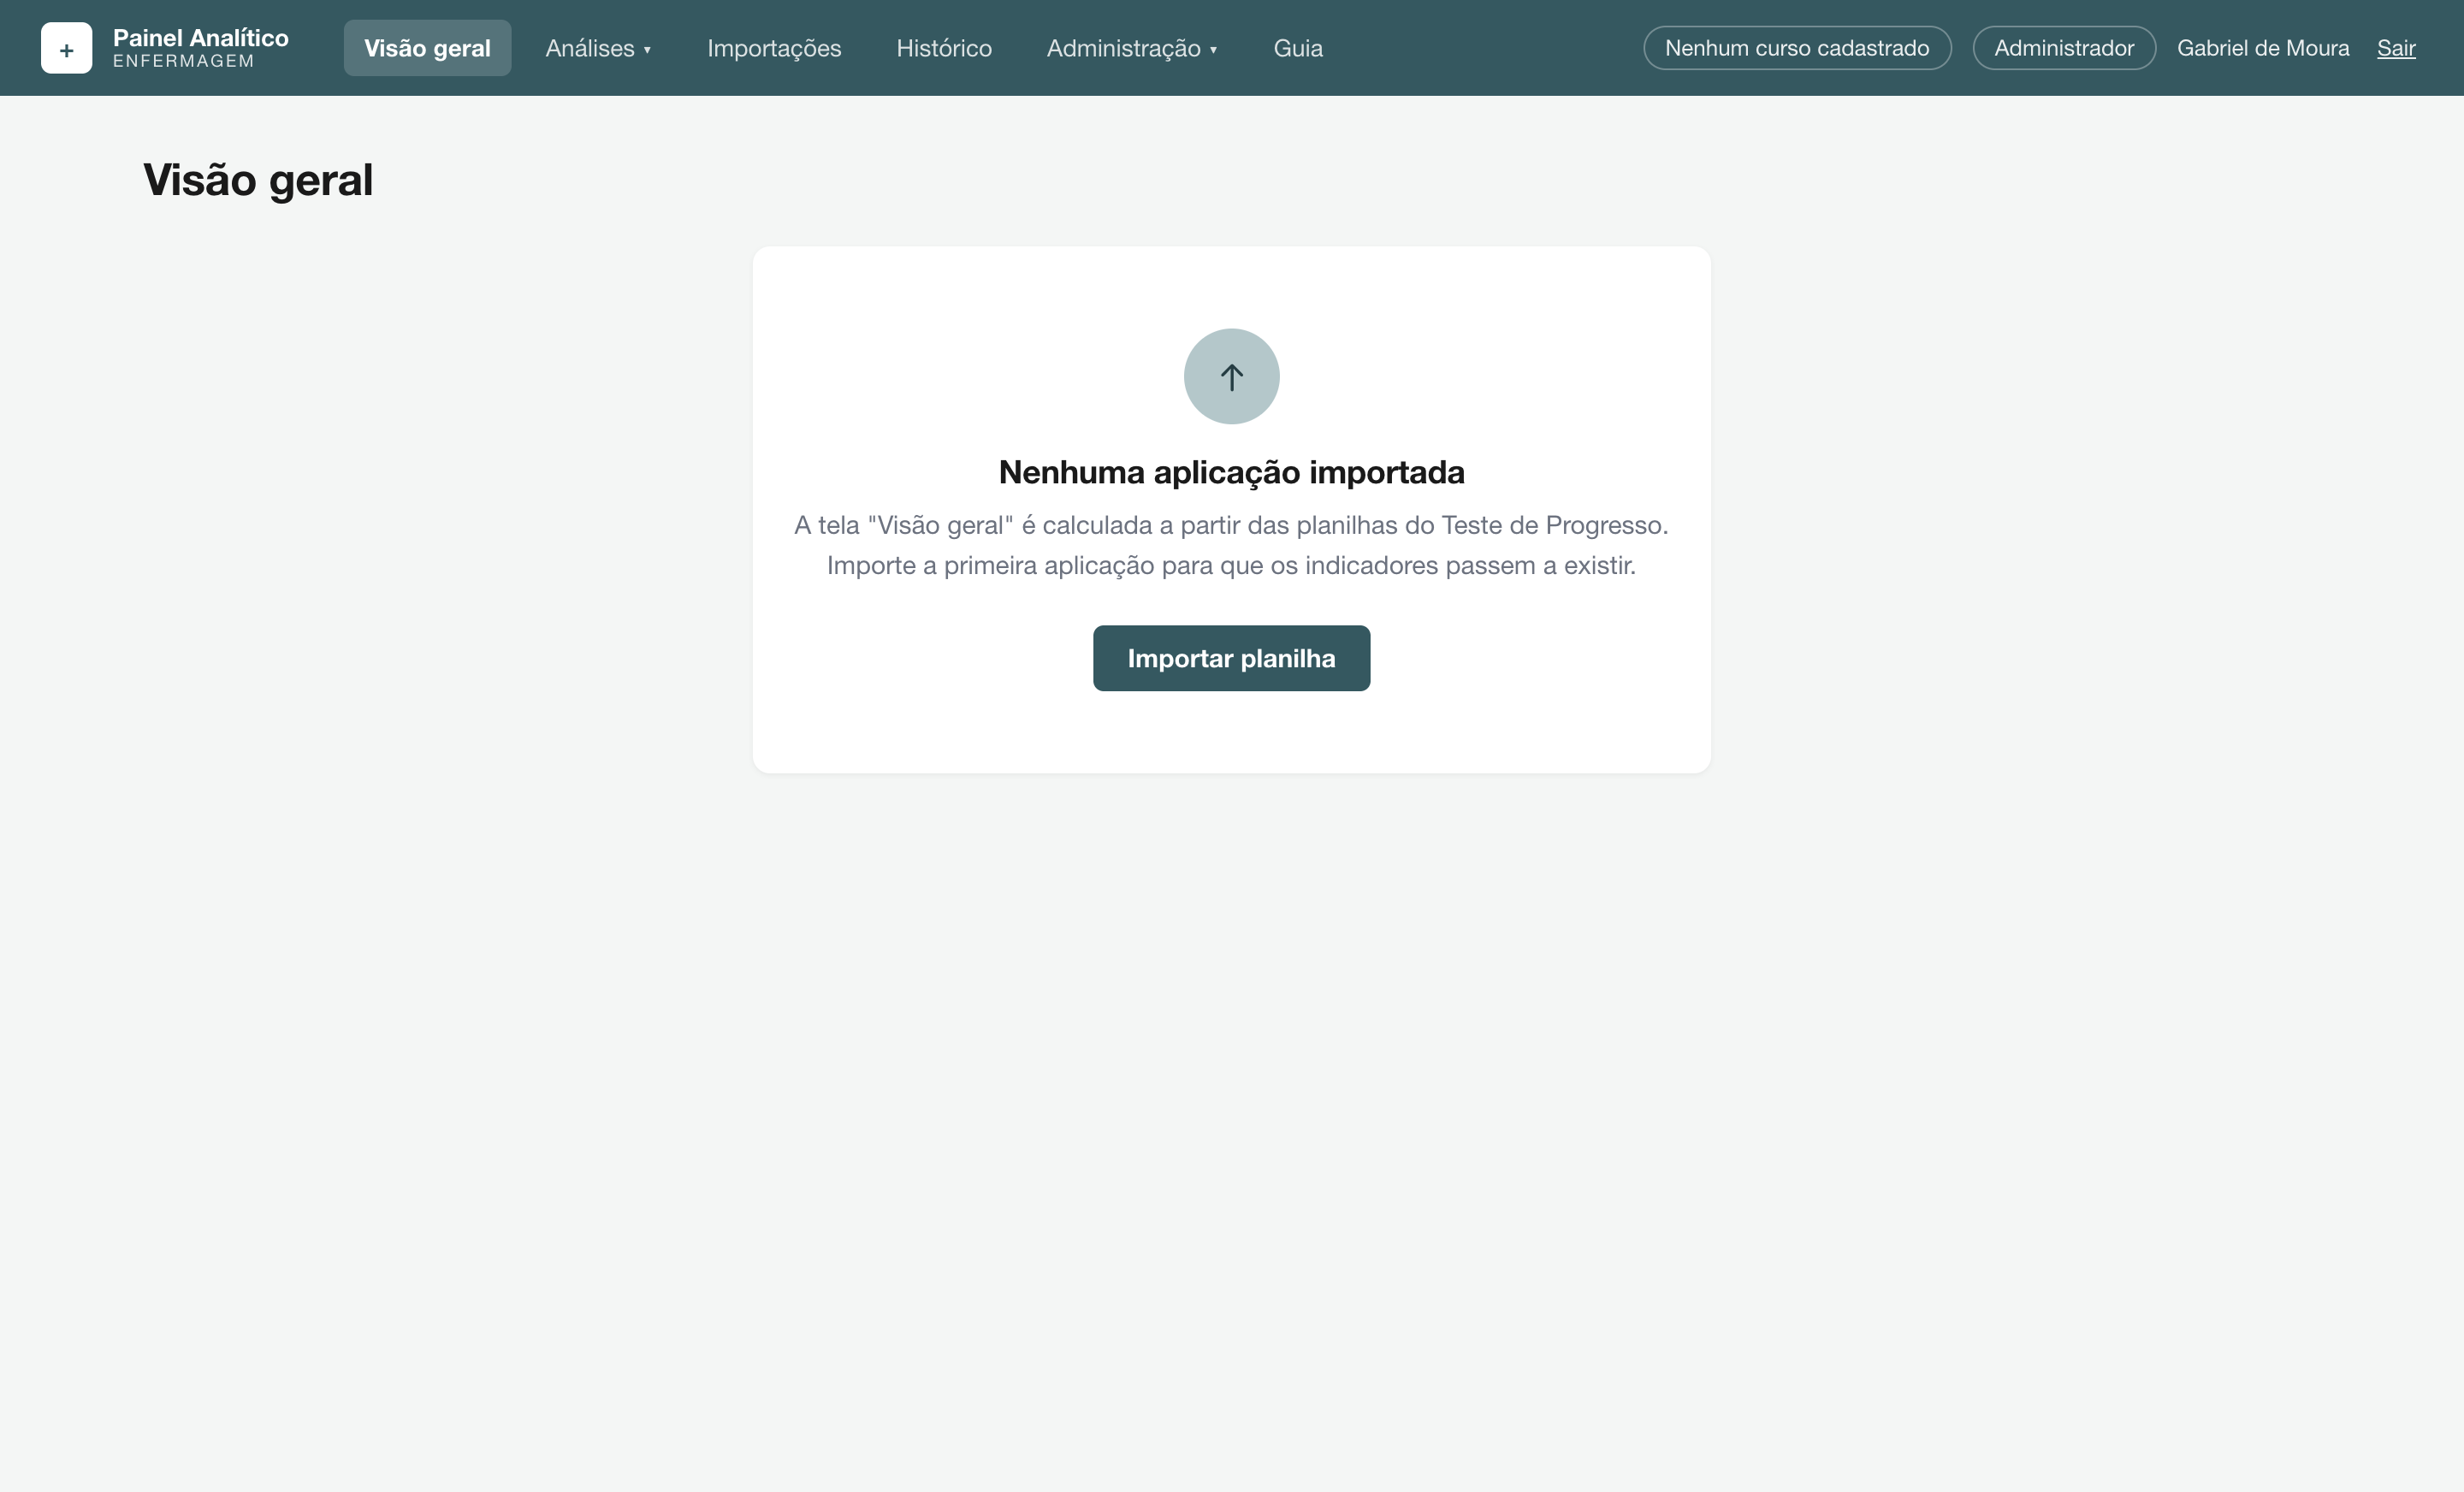 +
Painel Analítico
ENFERMAGEM
Visão geral
Análises ▾
Importações
Histórico
Administração ▾
Guia
Nenhum curso cadastrado
Administrador
Gabriel de Moura
Sair
Visão geral
Nenhuma aplicação importada
A tela "Visão geral" é calculada a partir das planilhas do Teste de Progresso.
Importe a primeira aplicação para que os indicadores passem a existir.
Importar planilha